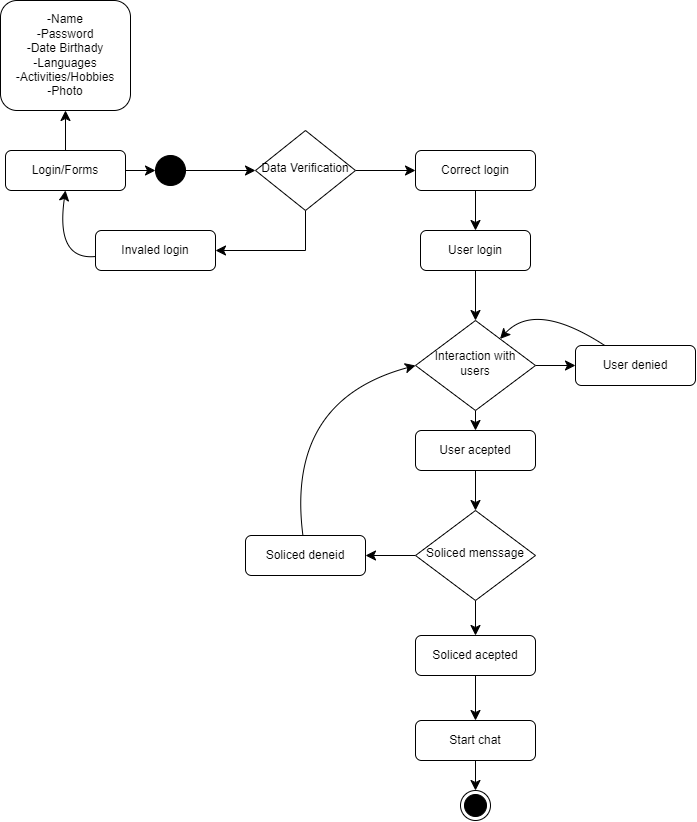 -Name
-Password
-Date Birthady
-Languages
-Activities/Hobbies
-Photo
Login/Forms
Data Verification
Correct login
Invaled login
User login
Interaction with
users
User denied
User acepted
Soliced deneid
Soliced menssage
Soliced acepted
Start chat